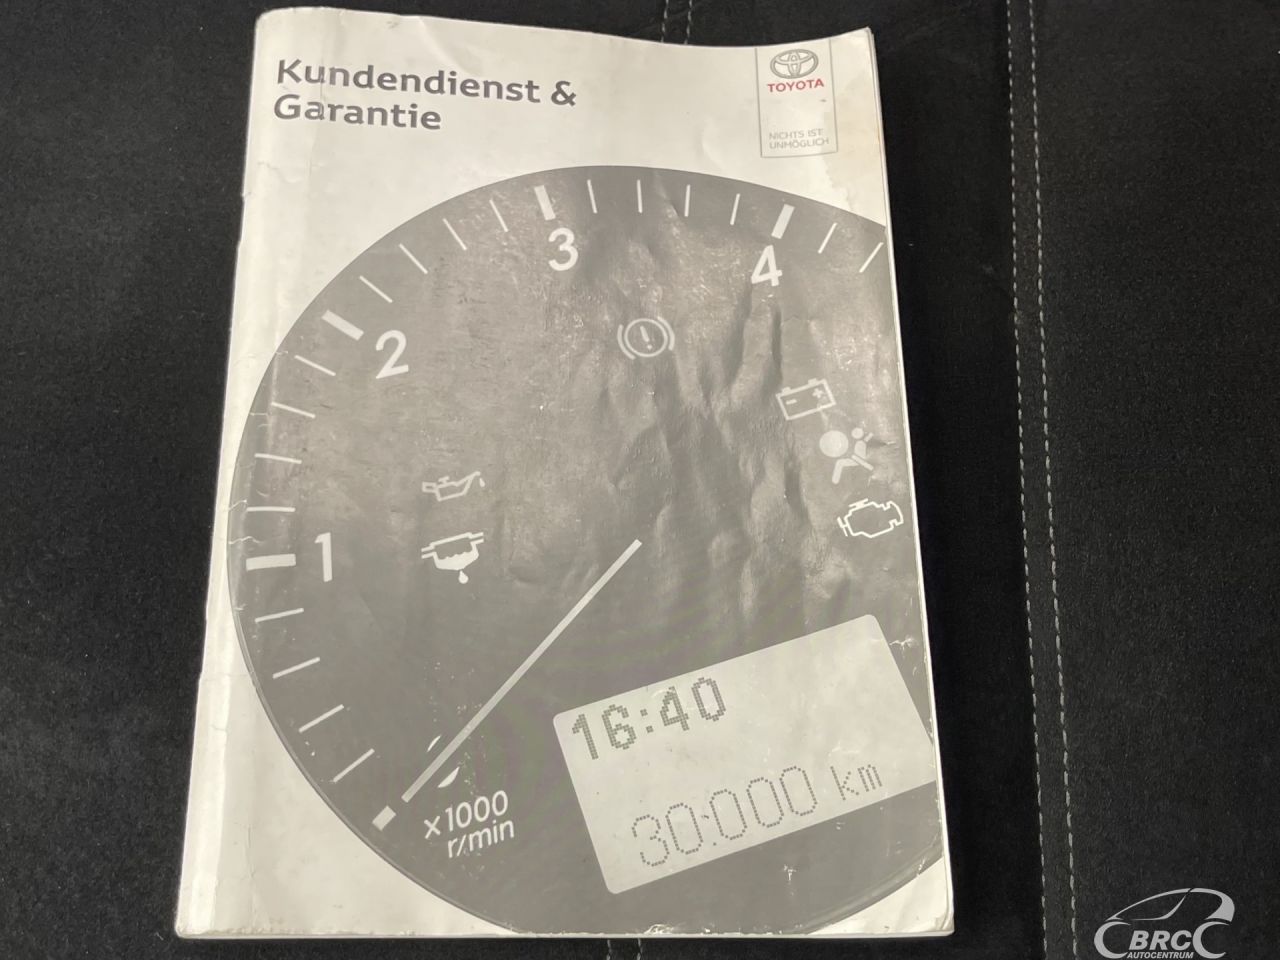 Kundendienst &
Garantie
TOYOTA
NICHTS IST
UNMÖGLICH
3
4
2
1
16:40
30.000 km
x1000
r/min
BRC
AUTOCENTRUM